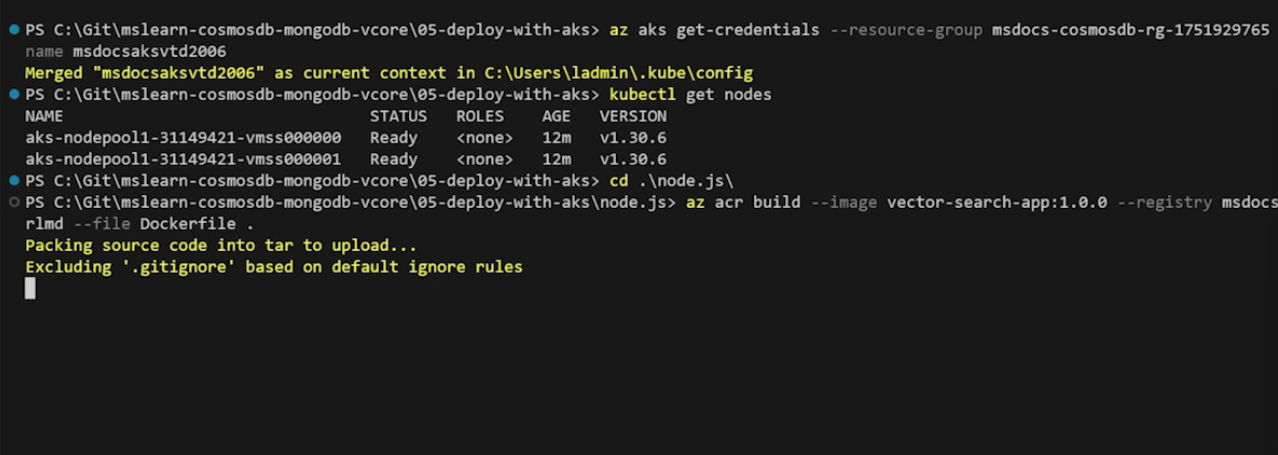 PS C:\Git\mslearn-cosmosdb-mongodb-vcore\05-deploy-with-aks> az aks get-credentials --resource-group msdocs-cosmosdb-rg-1751929765
name msdocsaksvtd2006
Merged "msdocsaksvtd2006" as current context in C:\Users\ladmin\.kube\config
PS C:\Git\mslearn-cosmosdb-mongodb-vcore\05-deploy-with-aks> kubectl get nodes
NAME STATUS ROLES AGE VERSION
aks-nodepool1-31149421-vmss000000 Ready <none> 12m v1.30.6
aks-nodepool1-31149421-vmss000001 Ready <none> 12m v1.30.6
PS C:\Git\mslearn-cosmosdb-mongodb-vcore\05-deploy-with-aks> cd .\node.js\
PS C:\Git\mslearn-cosmosdb-mongodb-vcore\05-deploy-with-aks\node.js> az acr build --image vector-search-app:1.0.0 --registry msdocs
rlmd --file Dockerfile .
Packing source code into tar to upload...
Excluding '.gitignore' based on default ignore rules